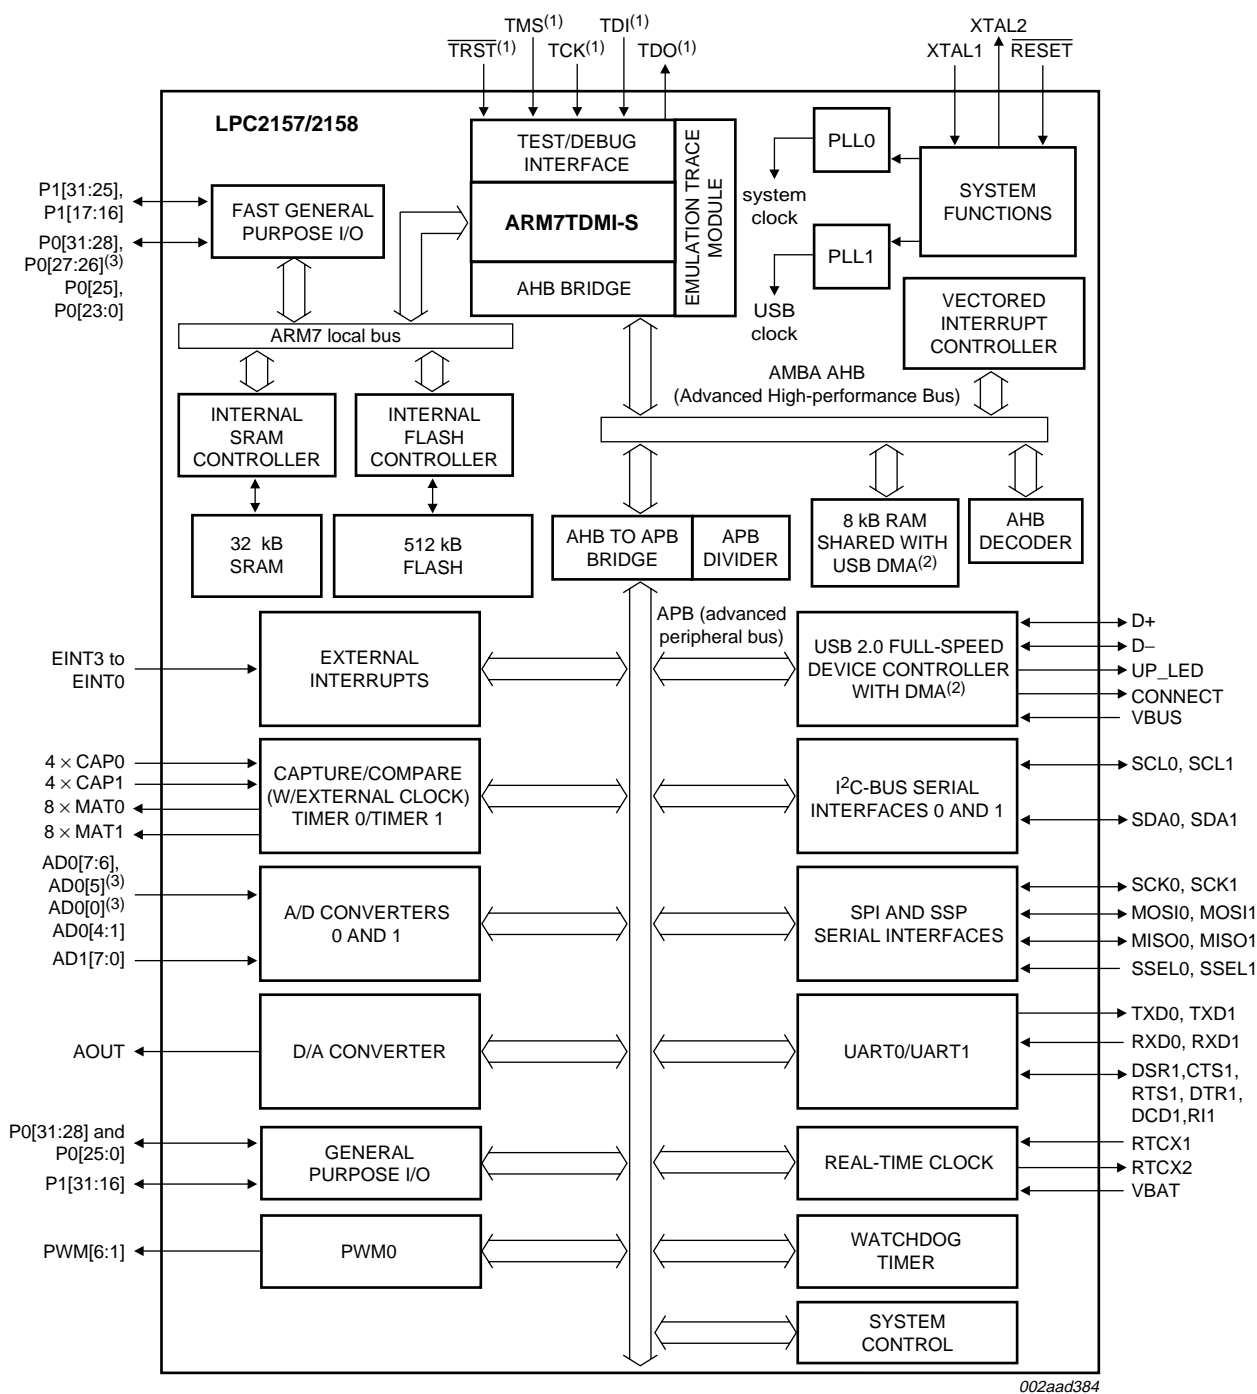 TMS(1)
TDI(1)
XTAL2
TRST(1)
TCK(1)
TDO(1)
XTAL1
RESET
LPC2157/2158
TEST/DEBUG
INTERFACE
EMULATION TRACE
MODULE
PLL0
SYSTEM
FUNCTIONS
system
clock
P1[31:25],
P1[17:16]
FAST GENERAL
PURPOSE I/O
ARM7TDMI-S
P0[31:28],
P0[27:26](3)
P0[25],
P0[23:0]
PLL1
AHB BRIDGE
USB
clock
VECTORED
INTERRUPT
CONTROLLER
ARM7 local bus
AMBA AHB
(Advanced High-performance Bus)
INTERNAL
SRAM
CONTROLLER
INTERNAL
FLASH
CONTROLLER
32 kB
SRAM
512 kB
FLASH
AHB TO APB
BRIDGE
APB
DIVIDER
8 kB RAM
SHARED WITH
USB DMA(2)
AHB
DECODER
APB (advanced
peripheral bus)
EINT3 to
EINT0
EXTERNAL
INTERRUPTS
USB 2.0 FULL-SPEED
DEVICE CONTROLLER
WITH DMA(2)
D+
D−
UP_LED
CONNECT
VBUS
4 × CAP0
4 × CAP1
8 × MAT0
8 × MAT1
CAPTURE/COMPARE
(W/EXTERNAL CLOCK)
TIMER 0/TIMER 1
I2C-BUS SERIAL
INTERFACES 0 AND 1
SCL0, SCL1
SDA0, SDA1
AD0[7:6],
AD0[5](3)
AD0[0](3)
AD0[4:1]
AD1[7:0]
A/D CONVERTERS
0 AND 1
SPI AND SSP
SERIAL INTERFACES
SCK0, SCK1
MOSI0, MOSI1
MISO0, MISO1
SSEL0, SSEL1
AOUT
D/A CONVERTER
UART0/UART1
TXD0, TXD1
RXD0, RXD1
DSR1,CTS1,
RTS1, DTR1,
DCD1,RI1
P0[31:28] and
P0[25:0]
P1[31:16]
GENERAL
PURPOSE I/O
REAL-TIME CLOCK
RTCX1
RTCX2
VBAT
PWM[6:1]
PWM0
WATCHDOG
TIMER
SYSTEM
CONTROL
002aad384